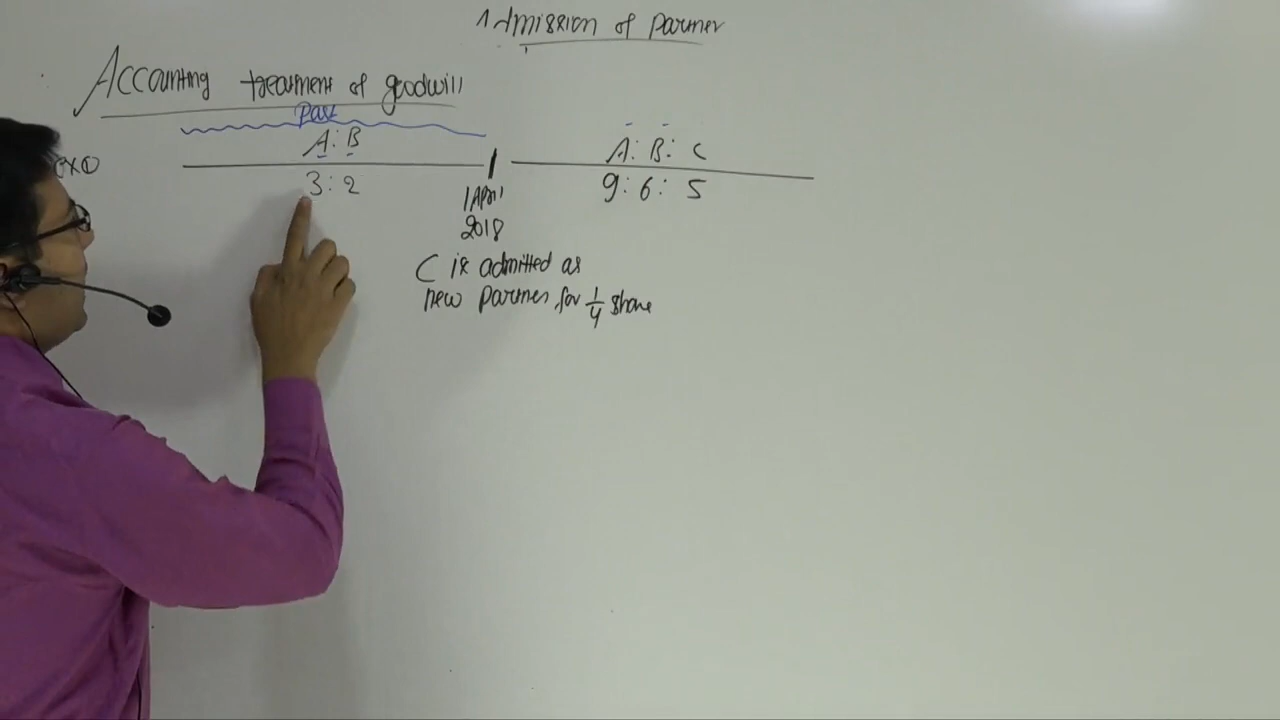 Admission of Partner
Accounting treatment of goodwill
Past
A : B
3 : 2
1 April
2018
A : B : C
9 : 6 : 5
C is admitted as
new Partner for 1/4 share